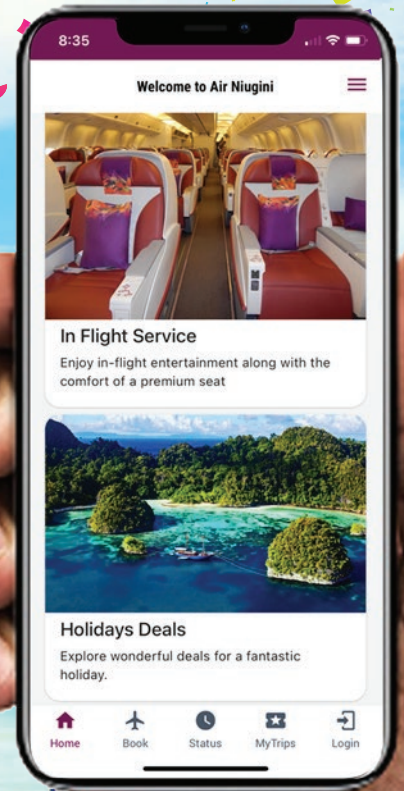 8:35
Welcome to Air Niugini
In Flight Service
Enjoy in-flight entertainment along with the
comfort of a premium seat
Holidays Deals
Explore wonderful deals for a fantastic
holiday.
Home Book Status MyTrips Login